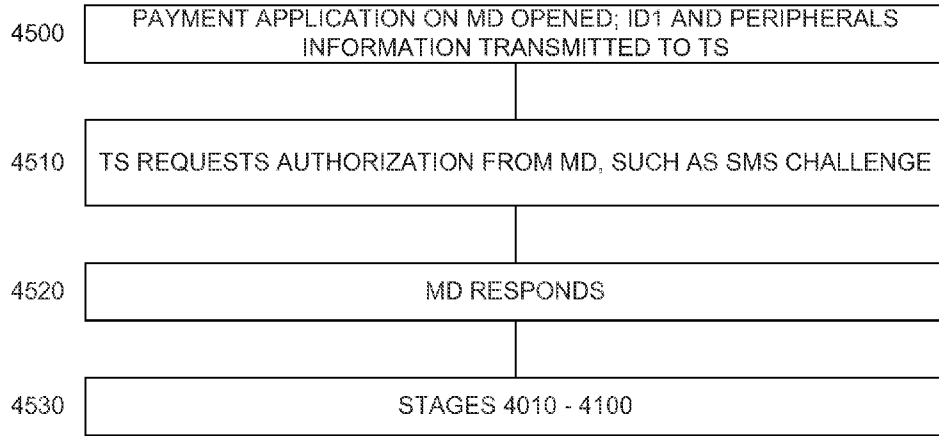 4500
PAYMENT APPLICATION ON MD OPENED; ID1 AND PERIPHERALS
INFORMATION TRANSMITTED TO TS
4510
TS REQUESTS AUTHORIZATION FROM MD, SUCH AS SMS CHALLENGE
4520
MD RESPONDS
4530
STAGES 4010 - 4100